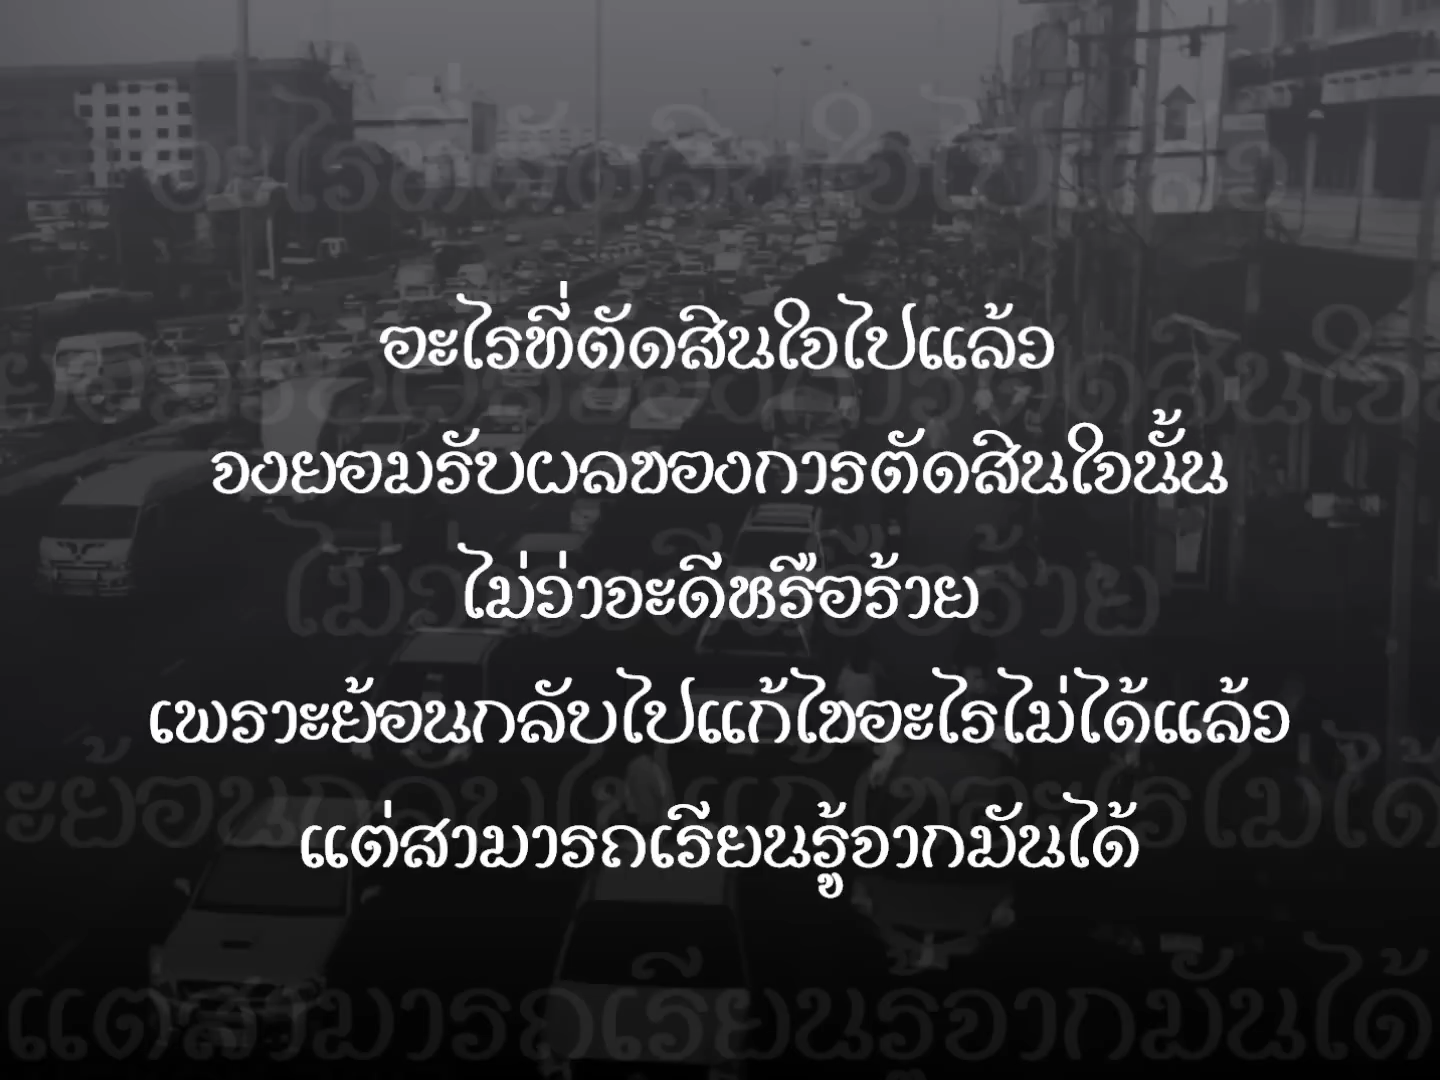 อะไรที่ตัดสินใจไปแล้ว
จงยอมรับผลของการตัดสินใจนั้น
ไม่ว่าจะดีหรือร้าย
เพราะย้อนกลับไปแก้ไขอะไรไม่ได้แล้ว
แต่สามารถเรียนรู้จากมันได้